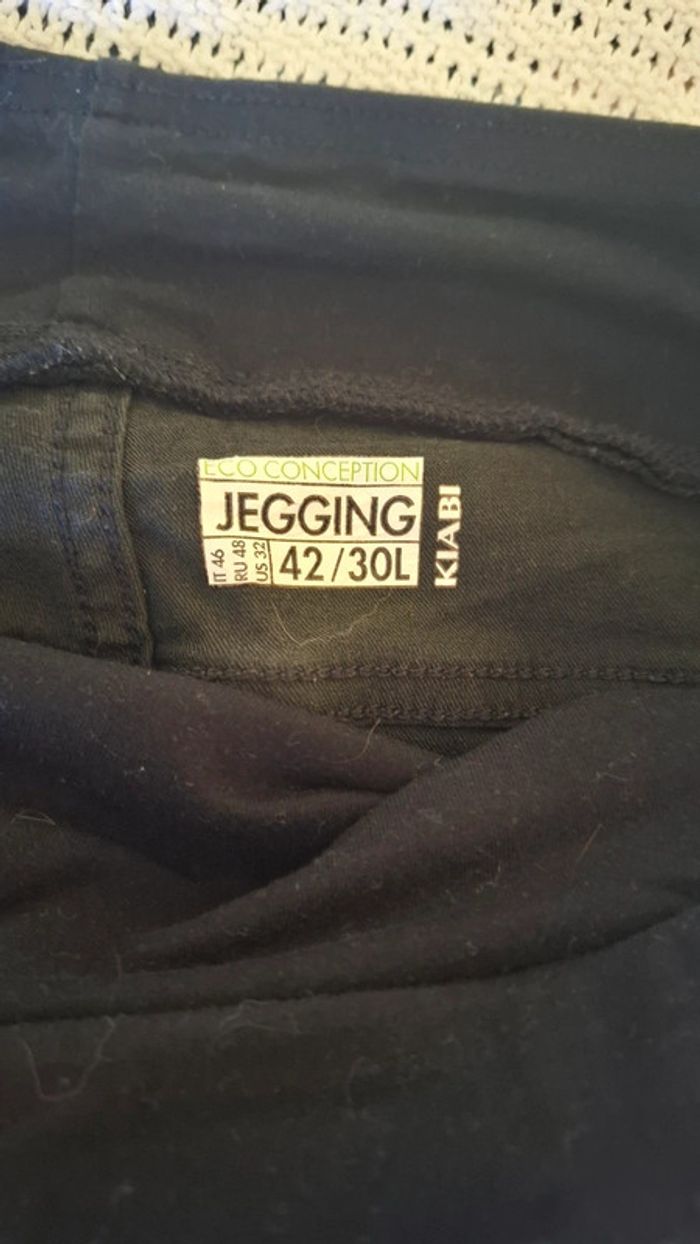 ECO CONCEPTION
JEGGING
IT 46
RU 48
US 32
42/30L
KIABI